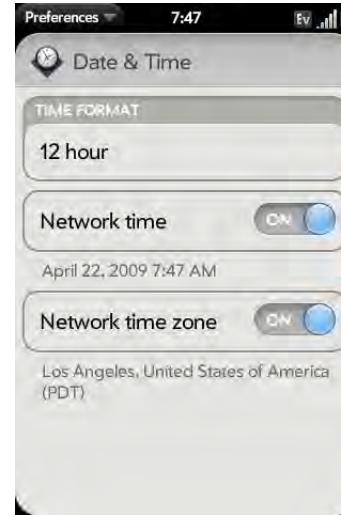 Preferences 7:47 Ev
Date & Time
TIME FORMAT
12 hour
Network time ON
April 22, 2009 7:47 AM
Network time zone ON
Los Angeles, United States of America
(PDT)